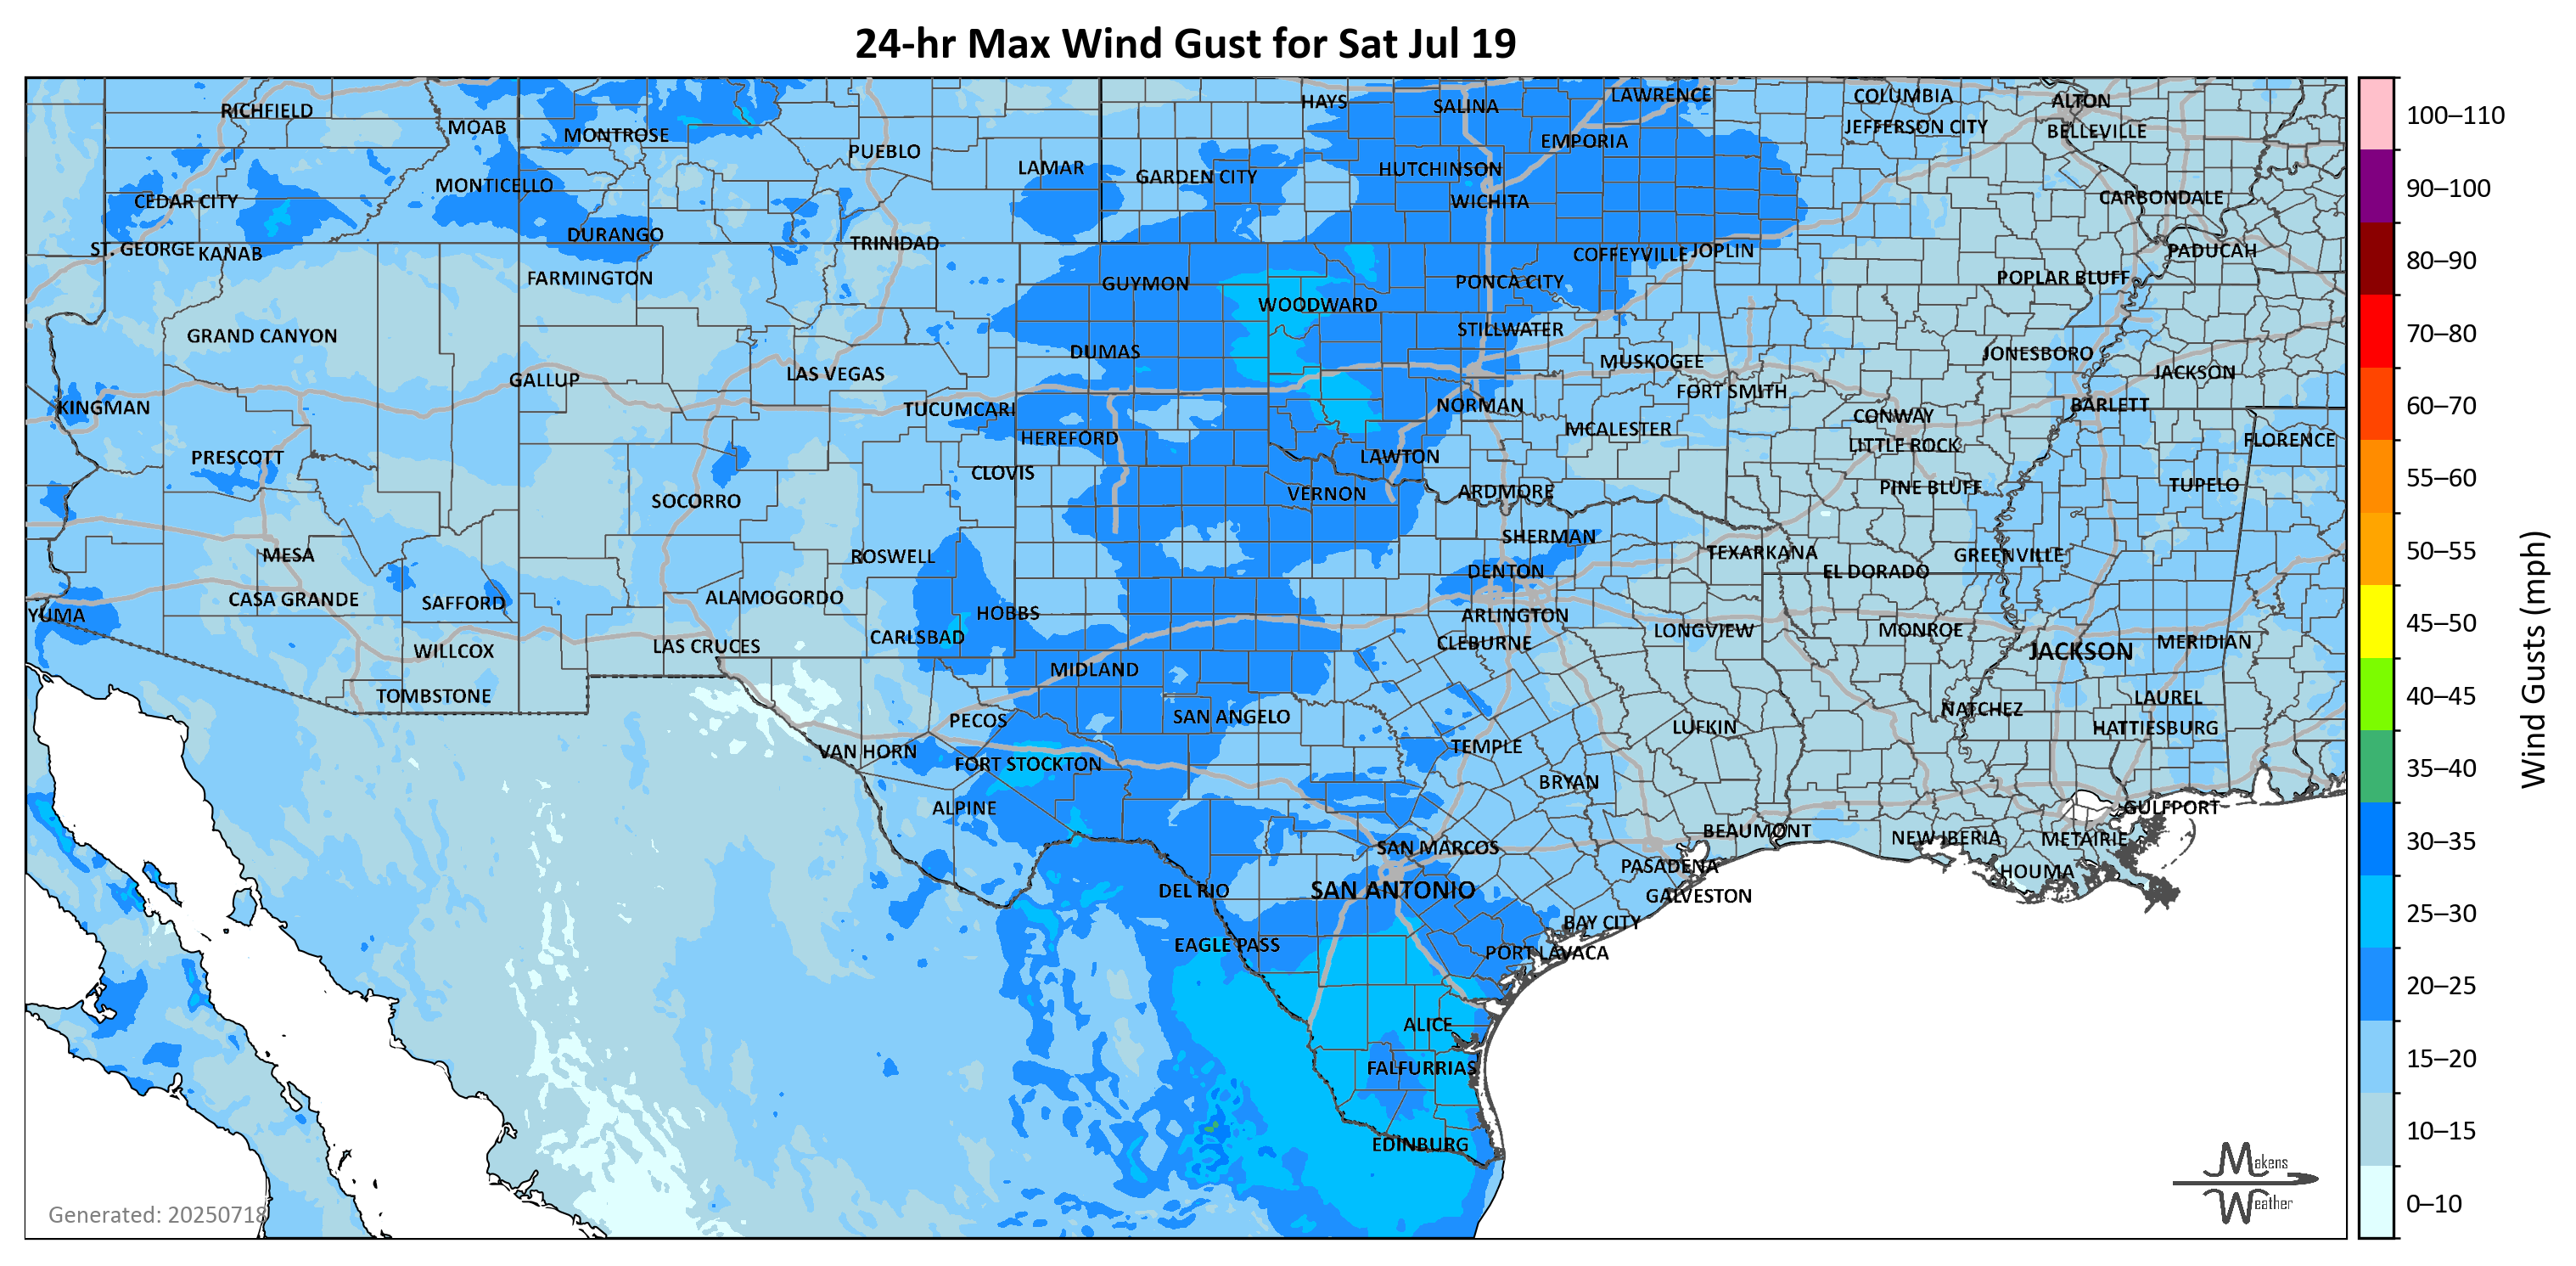 24-hr Max Wind Gust for Sat Jul 19
RICHFIELD
MOAB
MONTROSE
PUEBLO
LAMAR
HAYS
SALINA
LAWRENCE
EMPORIA
COLUMBIA
JEFFERSON CITY
ALTON
BELLEVILLE
GARDEN CITY
HUTCHINSON
WICHITA
MONTICELLO
CEDAR CITY
CARBONDALE
ST. GEORGE
KANAB
DURANGO
TRINIDAD
COFFEYVILLE
JOPLIN
PADUCAH
FARMINGTON
GUYMON
WOODWARD
PONCA CITY
POPLAR BLUFF
GRAND CANYON
STILLWATER
DUMAS
MUSKOGEE
JONESBORO
GALLUP
LAS VEGAS
FORT SMITH
JACKSON
KINGMAN
TUCUMCARI
NORMAN
CONWAY
BARLETT
HEREFORD
MCALESTER
LITTLE ROCK
FLORENCE
PRESCOTT
CLOVIS
LAWTON
SOCORRO
VERNON
ARDMORE
PINE BLUFF
TUPELO
MESA
ROSWELL
SHERMAN
TEXARKANA
GREENVILLE
DENTON
EL DORADO
CASA GRANDE
SAFFORD
ALAMOGORDO
YUMA
HOBBS
ARLINGTON
WILLCOX
LAS CRUCES
CARLSBAD
CLEBURNE
LONGVIEW
MONROE
JACKSON
MERIDIAN
TOMBSTONE
MIDLAND
LAUREL
PECOS
SAN ANGELO
NATCHEZ
VAN HORN
TEMPLE
LUFKIN
HATTIESBURG
FORT STOCKTON
BRYAN
ALPINE
GULFPORT
SAN MARCOS
BEAUMONT
NEW IBERIA
METAIRIE
DEL RIO
SAN ANTONIO
PASADENA
HOUMA
GALVESTON
BAY CITY
EAGLE PASS
PORT LAVACA
ALICE
FALFURRIAS
EDINBURG
Generated: 20250718
Makens
Weather
100–110
90–100
80–90
70–80
60–70
55–60
50–55
45–50
40–45
35–40
30–35
25–30
20–25
15–20
10–15
0–10
Wind Gusts (mph)